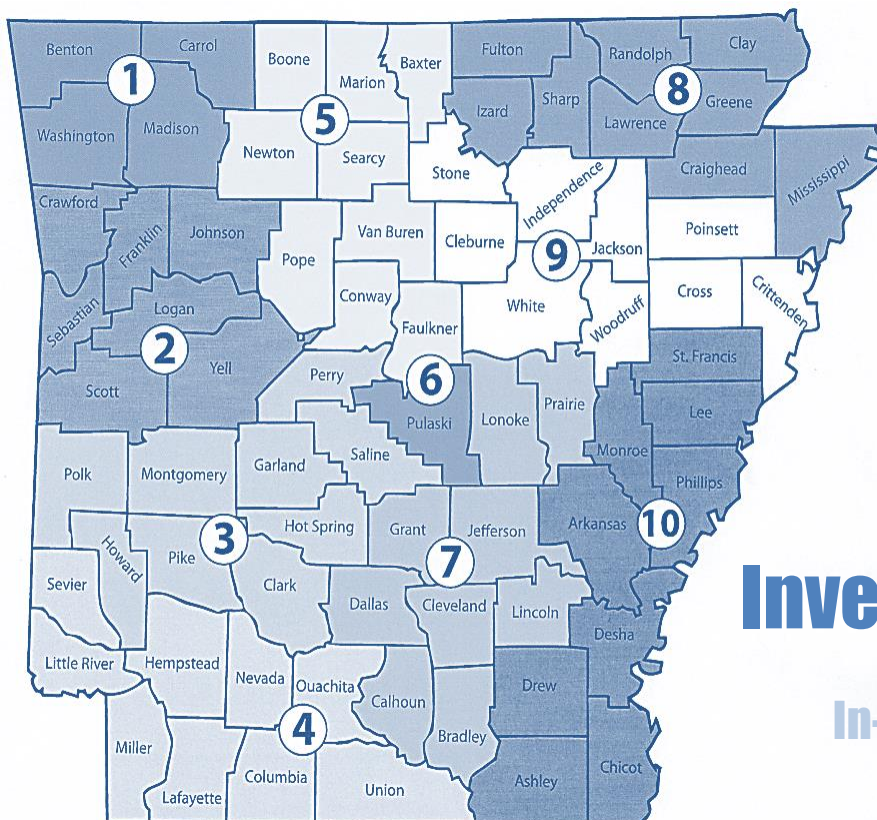 Benton
Carrol
Boone
Marion
Baxter
Fulton
Randolph
Clay
1
8
5
Izard
Sharp
Greene
Lawrence
Washington
Madison
Newton
Searcy
Stone
Craighead
Mississippi
Independence
Crawford
Franklin
Johnson
Pope
Van Buren
Cleburne
9
Jackson
Poinsett
Sebastian
Logan
Conway
Faulkner
White
Woodruff
Cross
Crittenden
2
Yell
Scott
Perry
6
Pulaski
Lonoke
Prairie
St. Francis
Lee
Monroe
Phillips
Polk
Montgomery
Garland
Saline
Hot Spring
Grant
Jefferson
Arkansas
10
3
7
Howard
Pike
Clark
Sevier
Dallas
Cleveland
Lincoln
Desha
Inve
Little River
Hempstead
Nevada
Ouachita
Calhoun
Bradley
Drew
In-
4
Miller
Lafayette
Columbia
Union
Ashley
Chicot